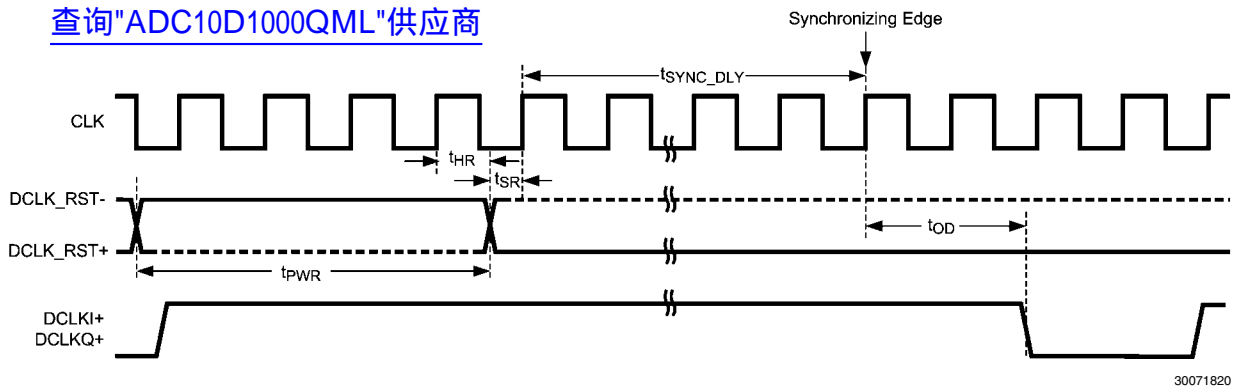 查询"ADC10D1000QML"供应商
Synchronizing Edge
tSYNC_DLY
CLK
tHR
tSR
DCLK_RST-
tOD
DCLK_RST+
tPWR
DCLKI+
DCLKQ+
30071820